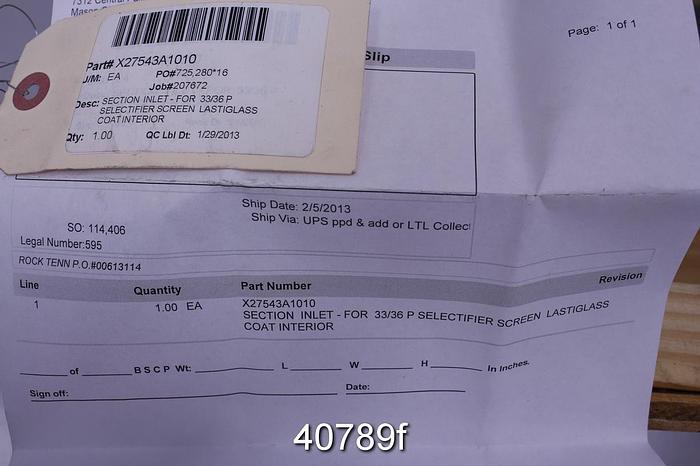 7312 Central Pa
Mason
Page: 1 of 1
Slip
Part# X27543A1010
U/M: EA PO#725,280*16
Job#207672
Desc: SECTION INLET - FOR 33/36 P
SELECTIFIER SCREEN LASTIGLASS
COAT INTERIOR
Qty: 1.00 QC Lbl Dt: 1/29/2013
Ship Date: 2/5/2013
Ship Via: UPS ppd & add or LTL Collect
SO: 114,406
Legal Number:595
ROCK TENN P.O.#00613114
Line Quantity Part Number Revision
1 1.00 EA X27543A1010
SECTION INLET - FOR 33/36 P SELECTIFIER SCREEN LASTIGLASS
COAT INTERIOR
of B S C P Wt: L W H In Inches.
Sign off: Date:
40789f